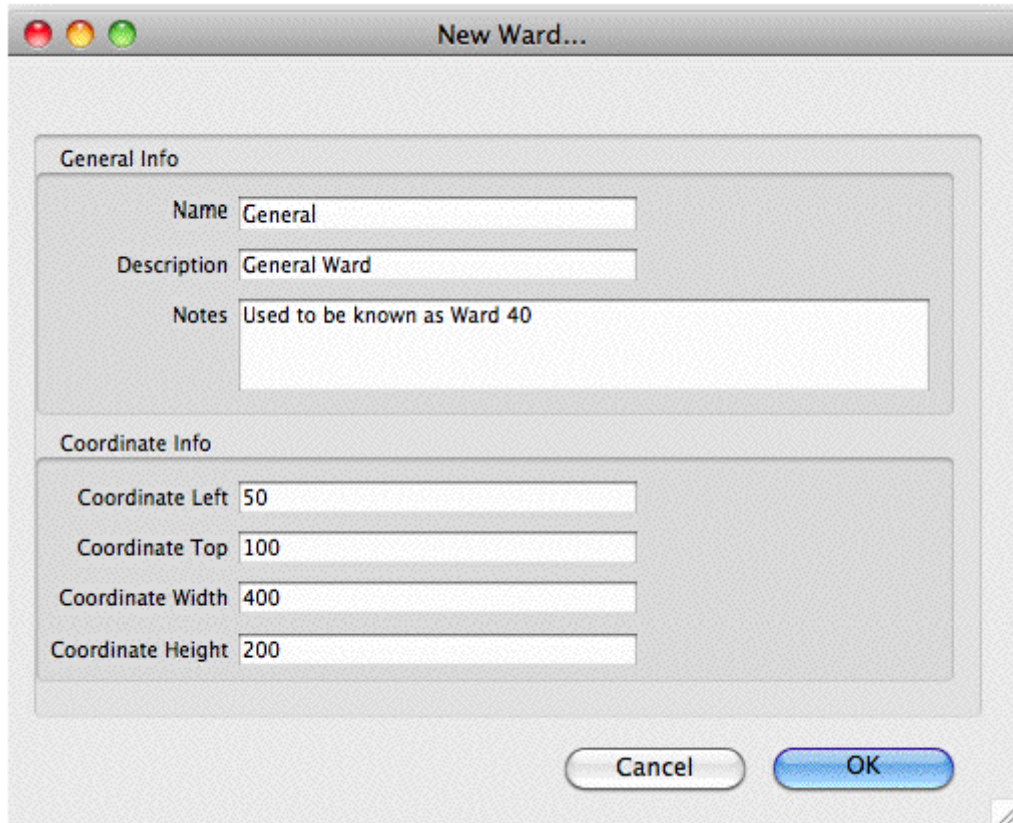 New Ward...
General Info
Name General
Description General Ward
Notes Used to be known as Ward 40
Coordinate Info
Coordinate Left 50
Coordinate Top 100
Coordinate Width 400
Coordinate Height 200
Cancel OK